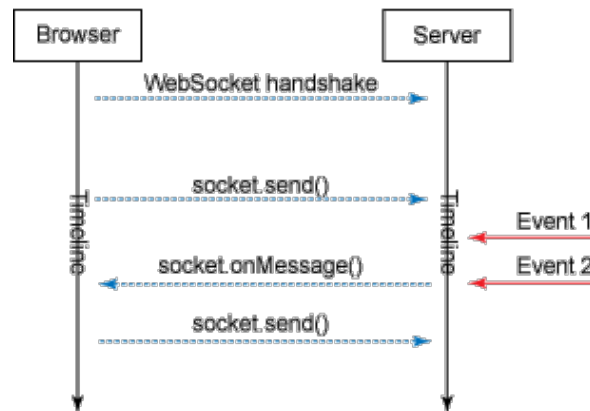 Browser
Server
WebSocket handshake
socket.send()
Timeline
Timeline
Event 1
socket.onMessage()
Event 2
socket.send()